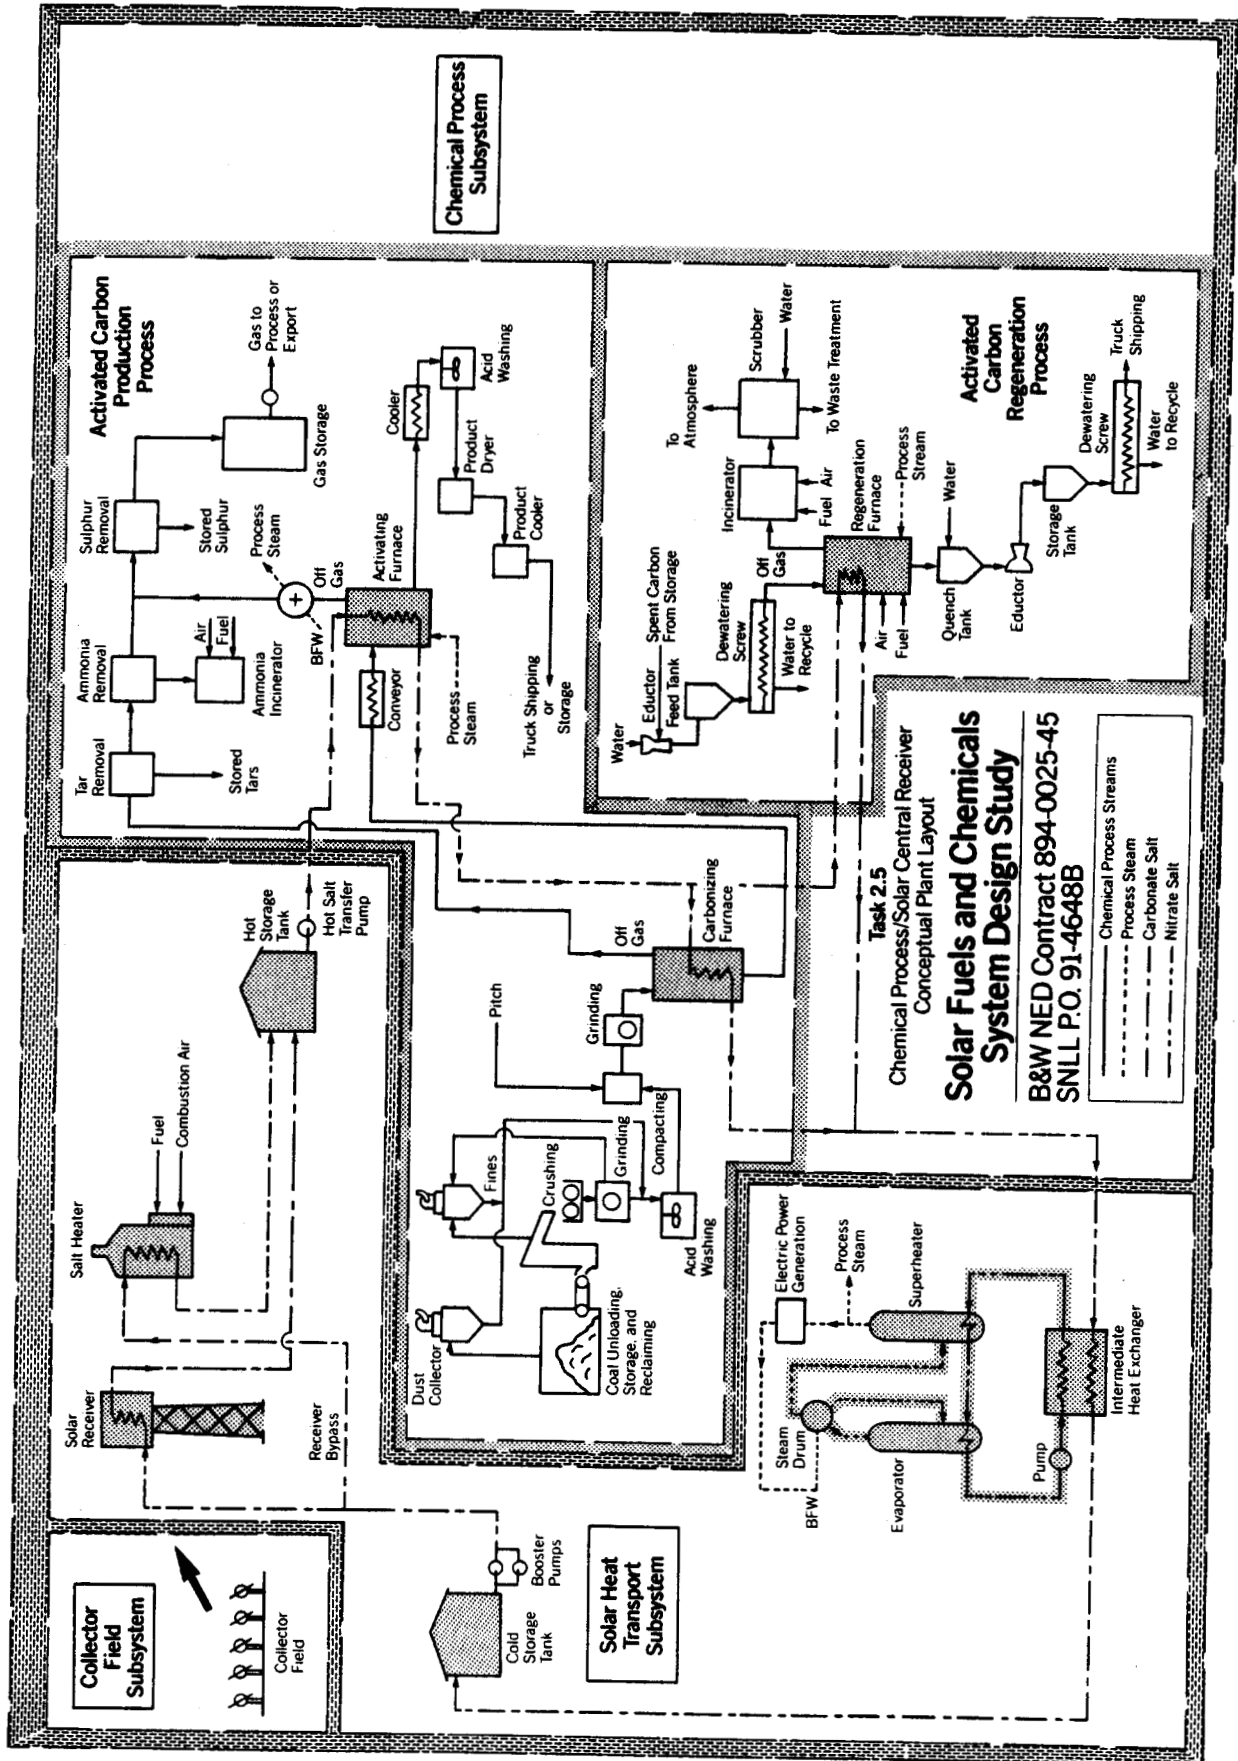 Chemical Process
Subsystem
Activated Carbon
Production
Process
Gas to
Process or
Export
Gas Storage
Sulphur
Removal
Stored
Sulphur
Process
Steam
Ammonia
Removal
Air
Fuel
Ammonia
Incinerator
Tar
Removal
Stored
Tars
BFW
Off
Gas
Activating
Furnace
Cooler
Acid
Washing
Product
Dryer
Product
Cooler
Truck Shipping
or
Storage
Conveyor
Process
Steam
Activated
Carbon
Regeneration
Process
To
Atmosphere
Scrubber
Water
To Waste Treatment
Incinerator
Fuel
Air
Off
Gas
Regeneration
Furnace
Process
Stream
Air
Fuel
Water
Eductor
Spent Carbon
From Storage
Feed Tank
Dewatering
Screw
Water to
Recycle
Quench
Tank
Water
Eductor
Storage
Tank
Dewatering
Screw
Truck
Shipping
Water
to Recycle
Hot
Storage
Tank
Hot Salt
Transfer
Pump
Salt Heater
Fuel
Combustion Air
Solar
Receiver
Receiver
Bypass
Collector
Field
Subsystem
Collector
Field
Cold
Storage
Tank
Booster
Pumps
Solar Heat
Transport
Subsystem
Dust
Collector
Fines
Coal Unloading,
Storage, and
Reclaiming
Crushing
Grinding
Acid
Washing
Compacting
Pitch
Grinding
Off
Gas
Carbonizing
Furnace
Electric Power
Generation
Process
Steam
Superheater
Steam
Drum
BFW
Evaporator
Pump
Intermediate
Heat Exchanger
Task 2.5
Chemical Process/Solar Central Receiver
Conceptual Plant Layout
Solar Fuels and Chemicals
System Design Study
B&W NED Contract 894-0025-45
SNLL P.O. 91-4648B
Chemical Process Streams
Process Steam
Carbonate Salt
Nitrate Salt